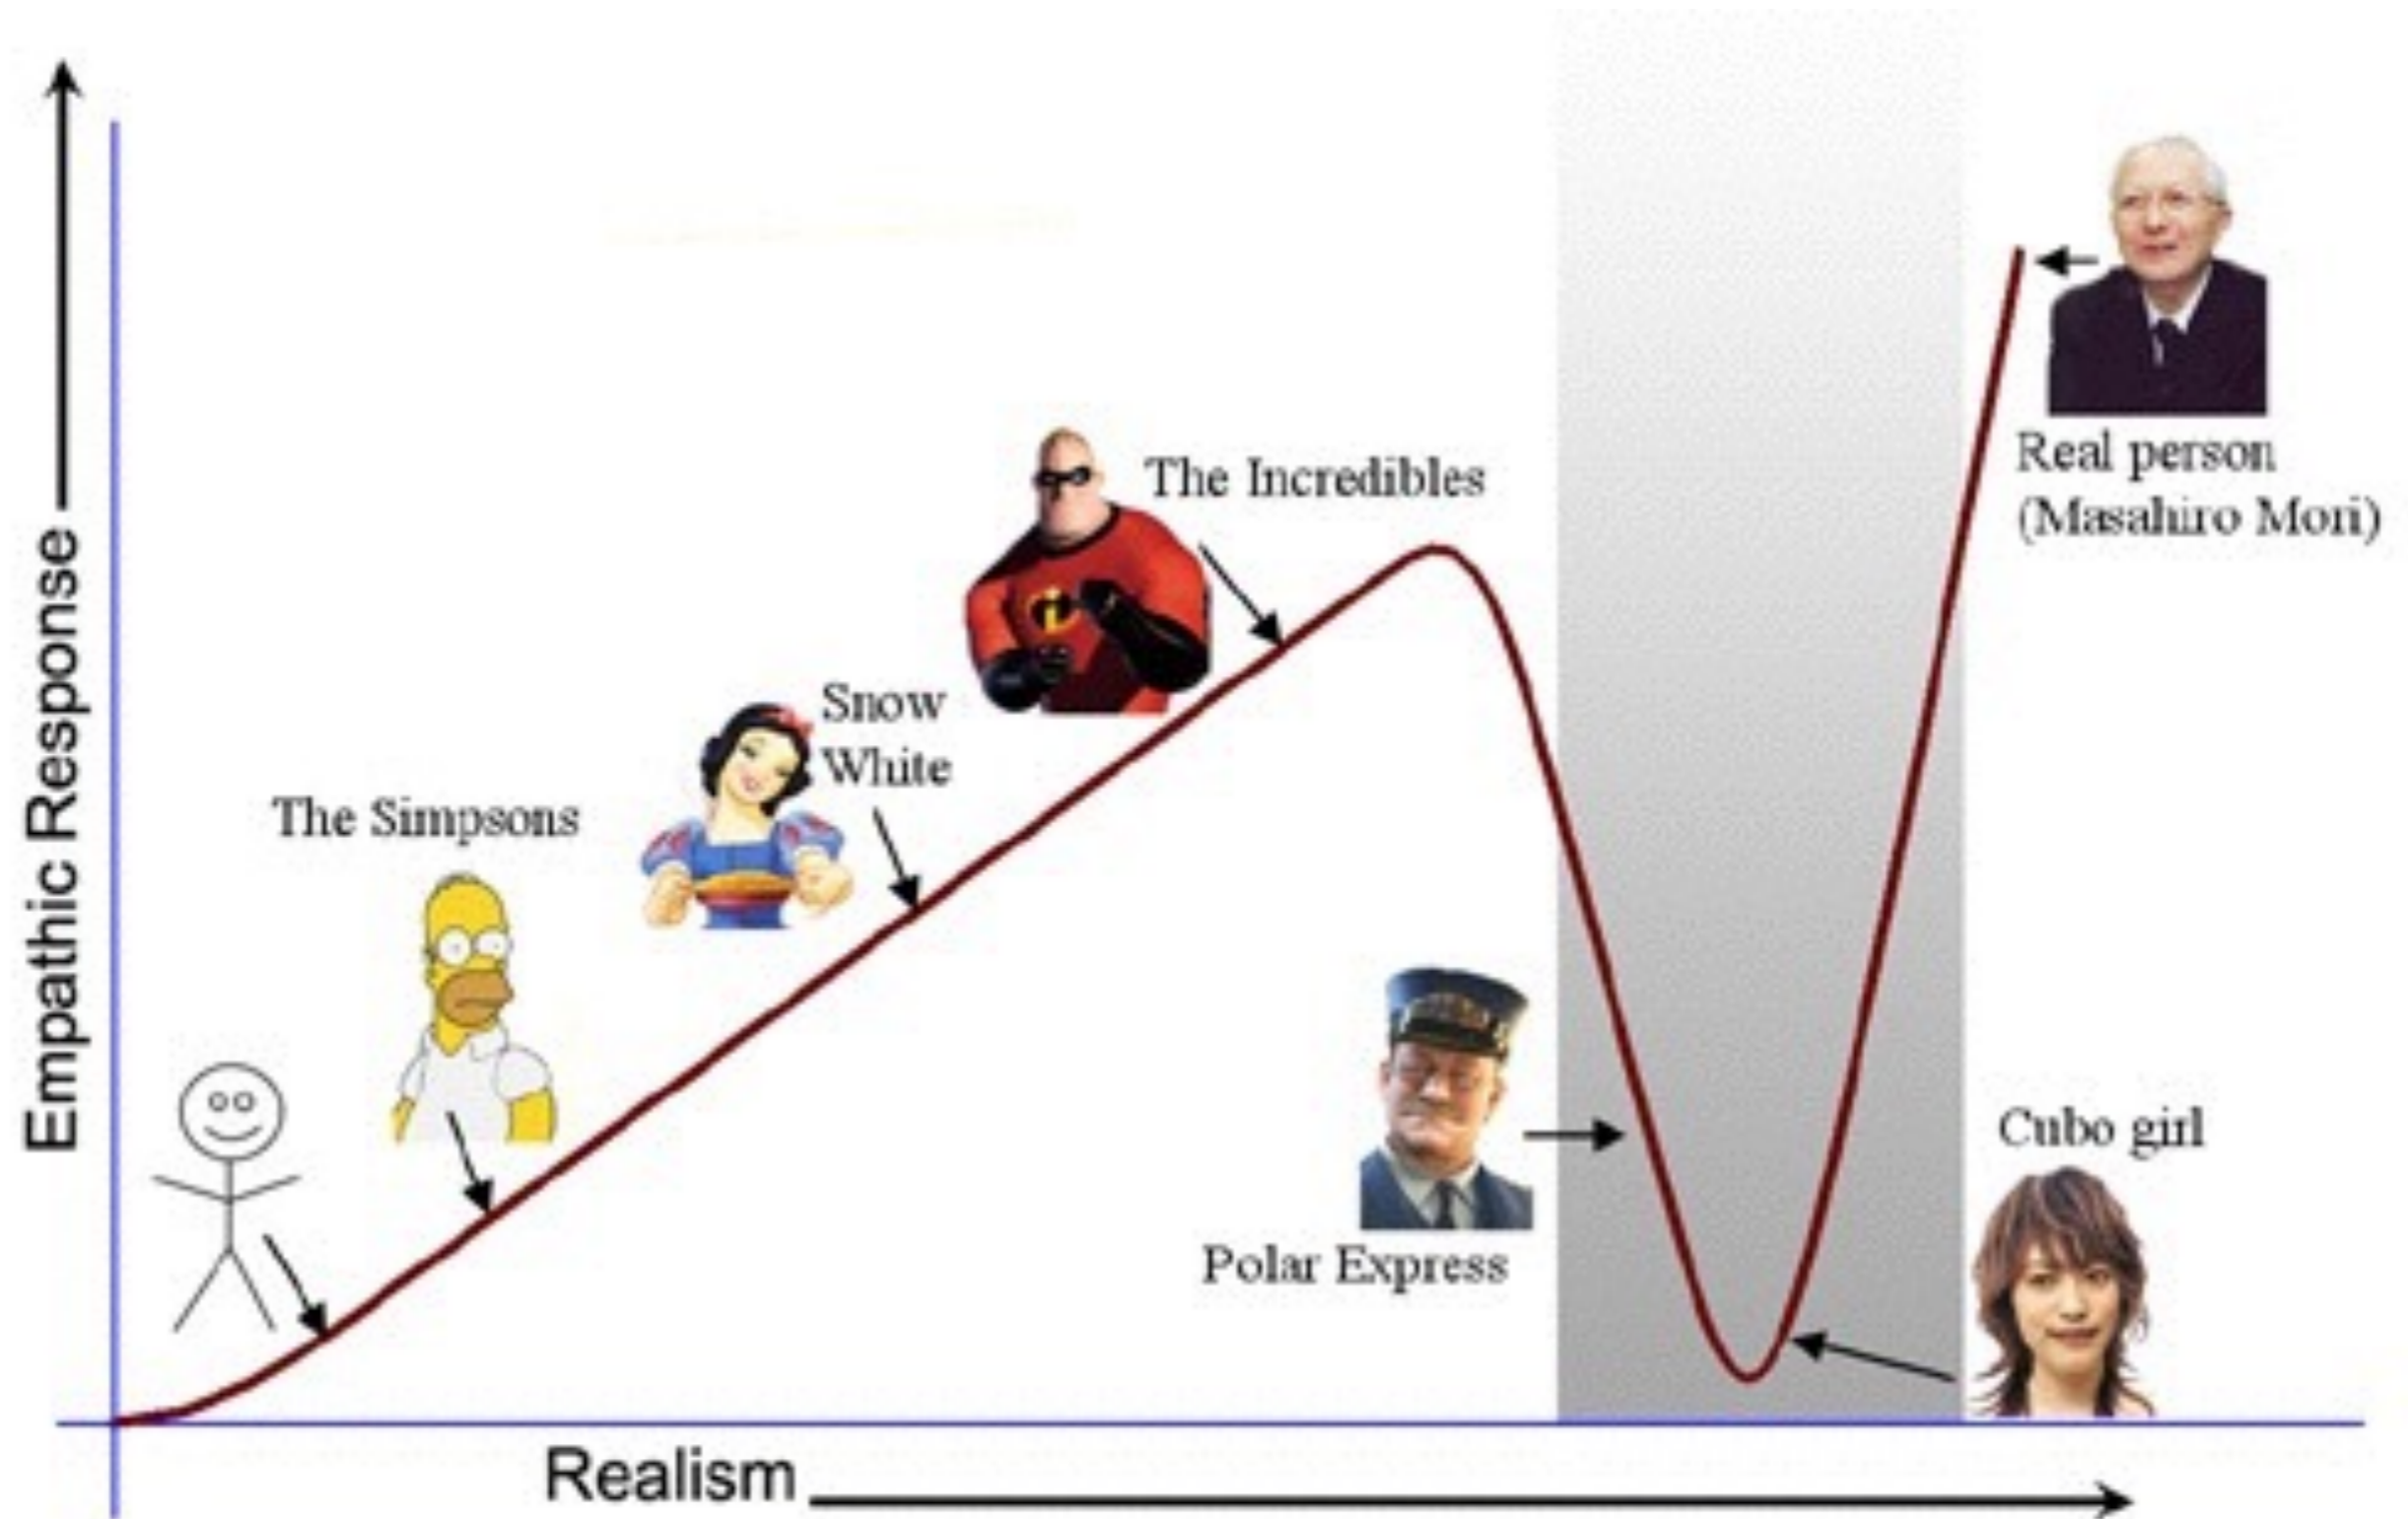 Empathic Response
The Simpsons
Snow
White
The Incredibles
Real person
(Masahiro Mori)
Polar Express
Cubo girl
Realism